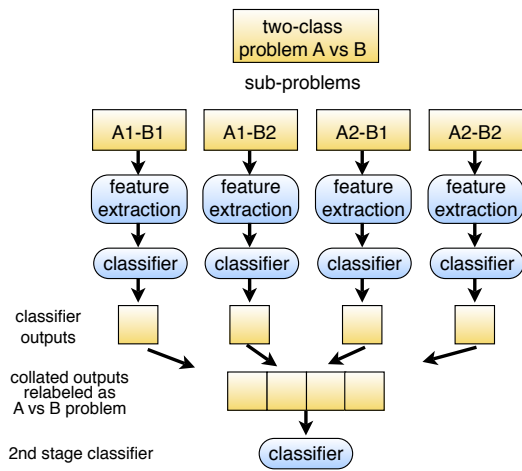 two-class
problem A vs B
sub-problems
A1-B1
A1-B2
A2-B1
A2-B2
feature
extraction
feature
extraction
feature
extraction
feature
extraction
classifier
classifier
classifier
classifier
classifier
outputs
collated outputs
relabeled as
A vs B problem
2nd stage classifier
classifier